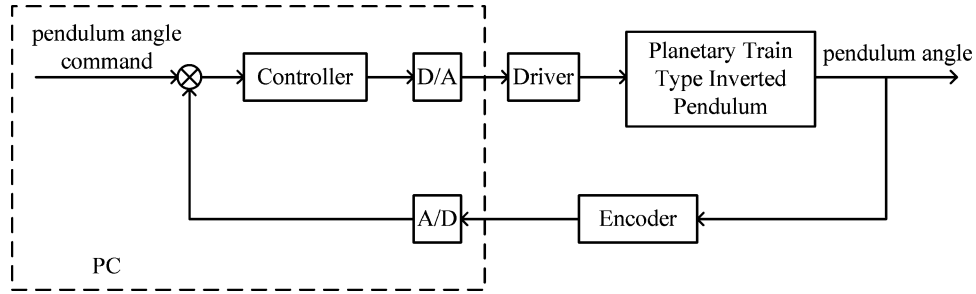 pendulum angle
command
Controller
D/A
Driver
Planetary Train
Type Inverted
Pendulum
pendulum angle
A/D
Encoder
PC